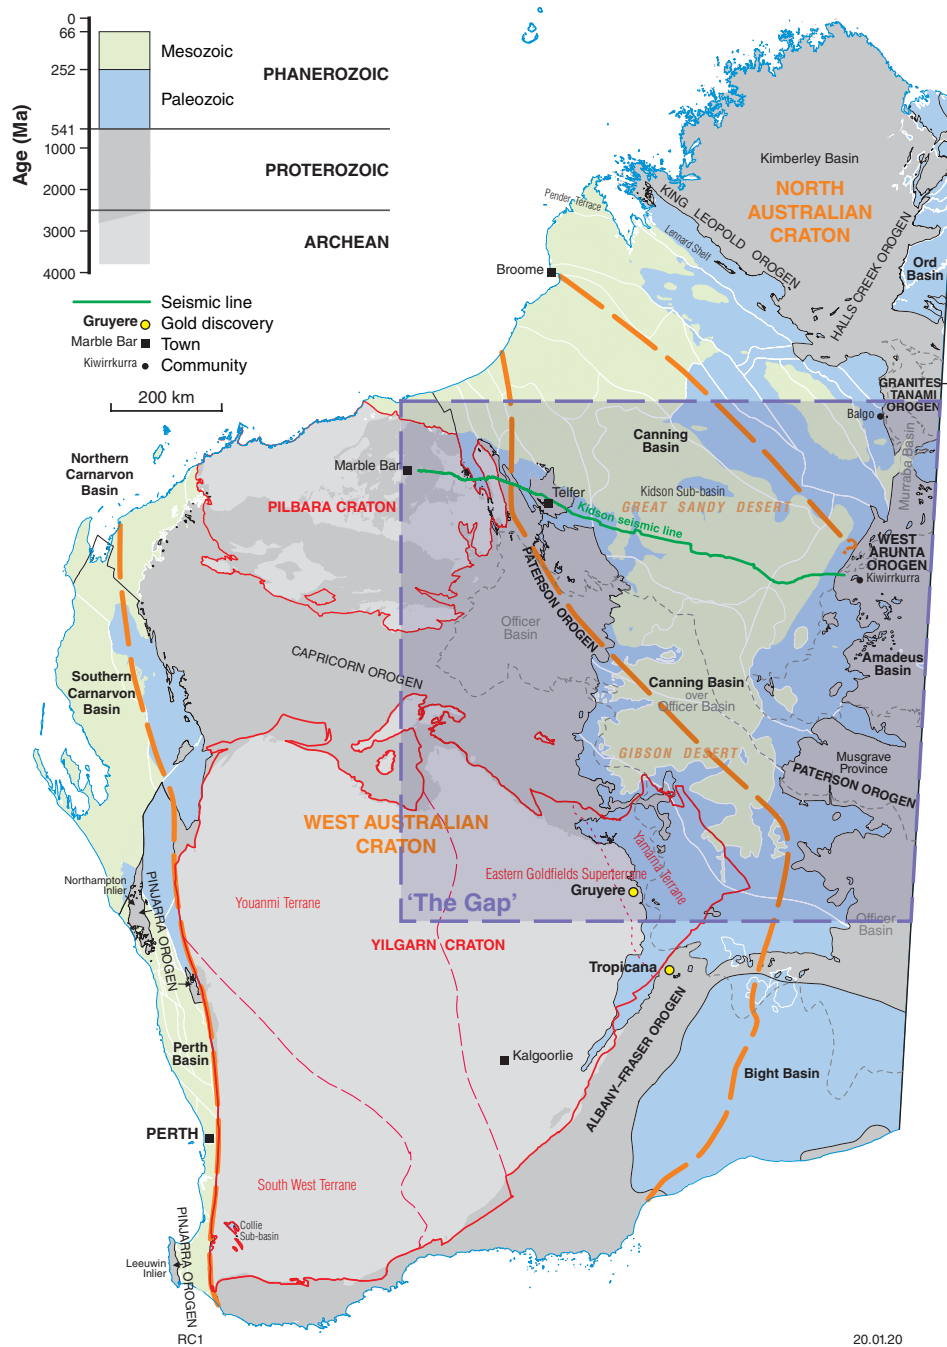 0
66
252
541
1000
2000
3000
4000
Age (Ma)
Mesozoic
Paleozoic
PHANEROZOIC
PROTEROZOIC
ARCHEAN
Seismic line
Gruyere
Gold discovery
Marble Bar
Town
Kiwirrkurra
Community
200 km
Kimberley Basin
NORTH
AUSTRALIAN
CRATON
KING LEOPOLD OROGEN
HALLS CREEK OROGEN
Pender Terrace
Lennard Shelf
Ord
Basin
Broome
GRANITES–
TANAMI
OROGEN
Balgo
Murraba Basin
Canning
Basin
Northern
Carnarvon
Basin
Marble Bar
PILBARA CRATON
Telfer
Kidson Sub-basin
GREAT SANDY DESERT
Kidson seismic line
WEST
ARUNTA
OROGEN
Kiwirrkurra
PATERSON OROGEN
Officer
Basin
CAPRICORN OROGEN
Amadeus
Basin
Southern
Carnarvon
Basin
Canning Basin
over
Officer Basin
GIBSON DESERT
Musgrave
Province
PATERSON OROGEN
WEST AUSTRALIAN
CRATON
Yamarna Terrane
Eastern Goldfields Superterrane
Gruyere
Northampton
Inlier
PINJARRA OROGEN
Youanmi Terrane
'The Gap'
Officer
Basin
YILGARN CRATON
Tropicana
ALBANY–FRASER OROGEN
Perth
Basin
Kalgoorlie
Bight Basin
PERTH
South West Terrane
Collie
Sub-basin
PINJARRA OROGEN
Leeuwin
Inlier
RC1
20.01.20